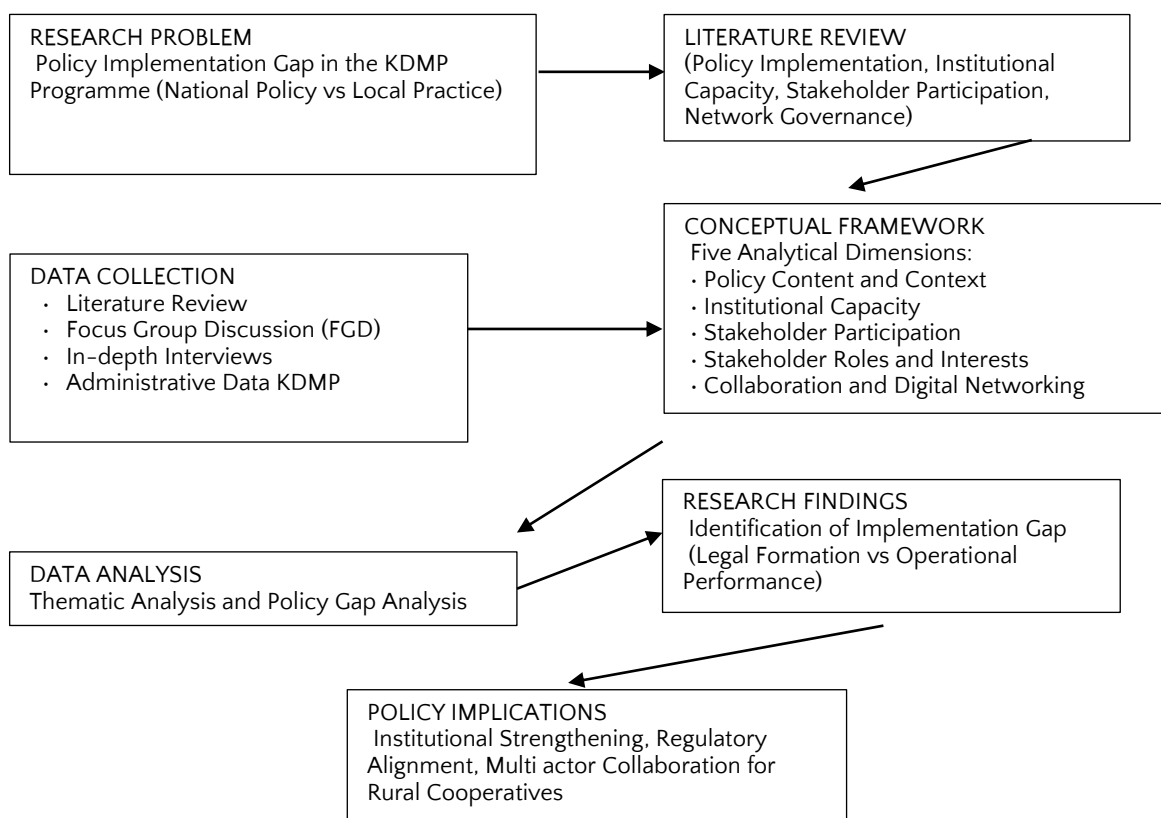 RESEARCH PROBLEM
Policy Implementation Gap in the KDMP
Programme (National Policy vs Local Practice)
LITERATURE REVIEW
(Policy Implementation, Institutional
Capacity, Stakeholder Participation,
Network Governance)
CONCEPTUAL FRAMEWORK
Five Analytical Dimensions:
· Policy Content and Context
· Institutional Capacity
· Stakeholder Participation
· Stakeholder Roles and Interests
· Collaboration and Digital Networking
DATA COLLECTION
· Literature Review
· Focus Group Discussion (FGD)
· In-depth Interviews
· Administrative Data KDMP
DATA ANALYSIS
Thematic Analysis and Policy Gap Analysis
RESEARCH FINDINGS
Identification of Implementation Gap
(Legal Formation vs Operational
Performance)
POLICY IMPLICATIONS
Institutional Strengthening, Regulatory
Alignment, Multi actor Collaboration for
Rural Cooperatives